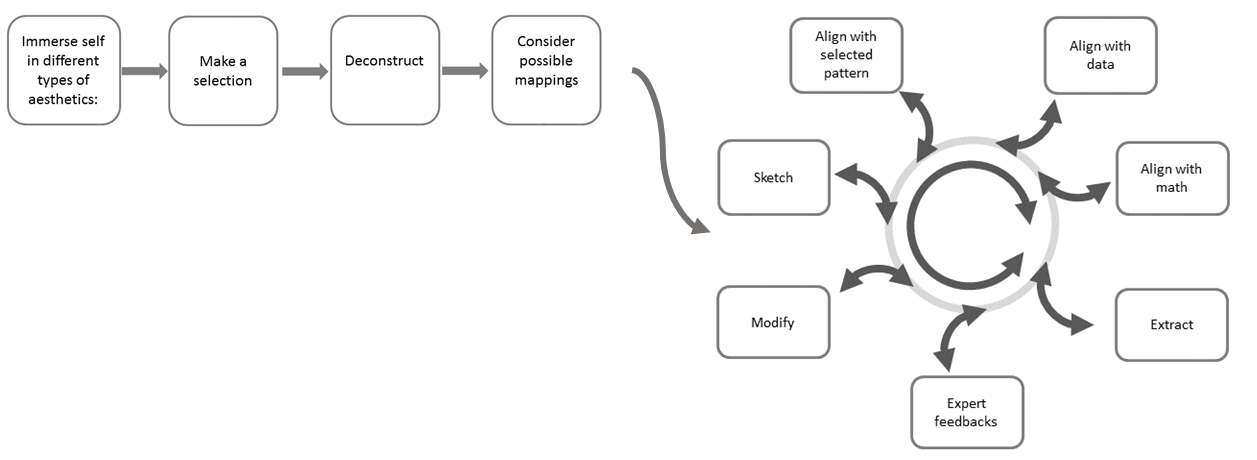 Immerse self
in different
types of
aesthetics:
Make a
selection
Deconstruct
Consider
possible
mappings
Align with
selected
pattern
Align with
data
Align with
math
Extract
Expert
feedbacks
Modify
Sketch